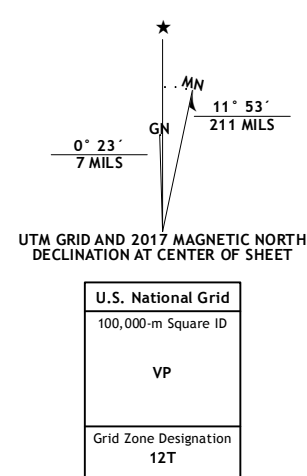 ★
MN
11° 53´
211 MILS
GN
0° 23´
7 MILS
UTM GRID AND 2017 MAGNETIC NORTH
DECLINATION AT CENTER OF SHEET
U.S. National Grid
100,000-m Square ID
VP
Grid Zone Designation
12T